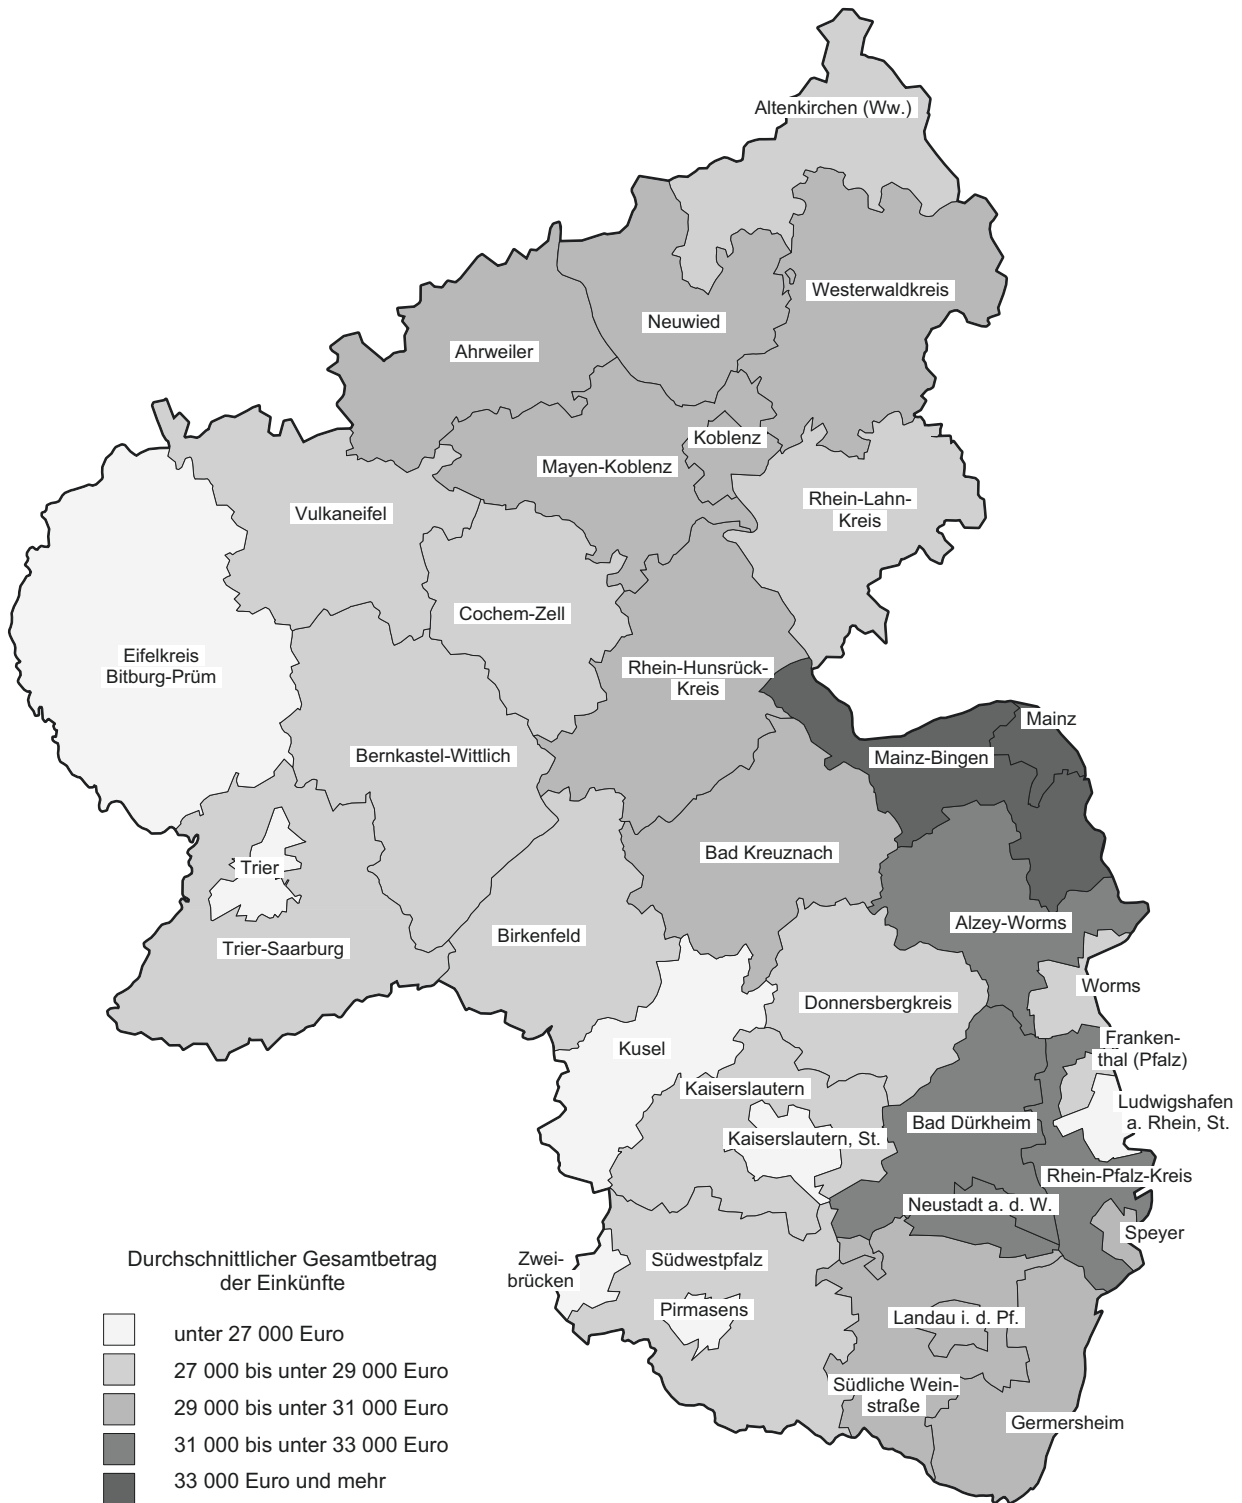 Altenkirchen (Ww.)
Westerwaldkreis
Neuwied
Ahrweiler
Koblenz
Mayen-Koblenz
Rhein-Lahn-
Kreis
Vulkaneifel
Cochem-Zell
Eifelkreis
Bitburg-Prüm
Rhein-Hunsrück-
Kreis
Mainz
Bernkastel-Wittlich
Mainz-Bingen
Bad Kreuznach
Trier
Alzey-Worms
Birkenfeld
Trier-Saarburg
Worms
Donnersbergkreis
Kusel
Franken-
thal (Pfalz)
Kaiserslautern
Ludwigshafen
a. Rhein, St.
Bad Dürkheim
Kaiserslautern, St.
Rhein-Pfalz-Kreis
Neustadt a. d. W.
Speyer
Zwei-
brücken
Südwestpfalz
Pirmasens
Landau i. d. Pf.
Südliche Wein-
straße
Germersheim
Durchschnittlicher Gesamtbetrag
der Einkünfte
unter 27 000 Euro
27 000 bis unter 29 000 Euro
29 000 bis unter 31 000 Euro
31 000 bis unter 33 000 Euro
33 000 Euro und mehr